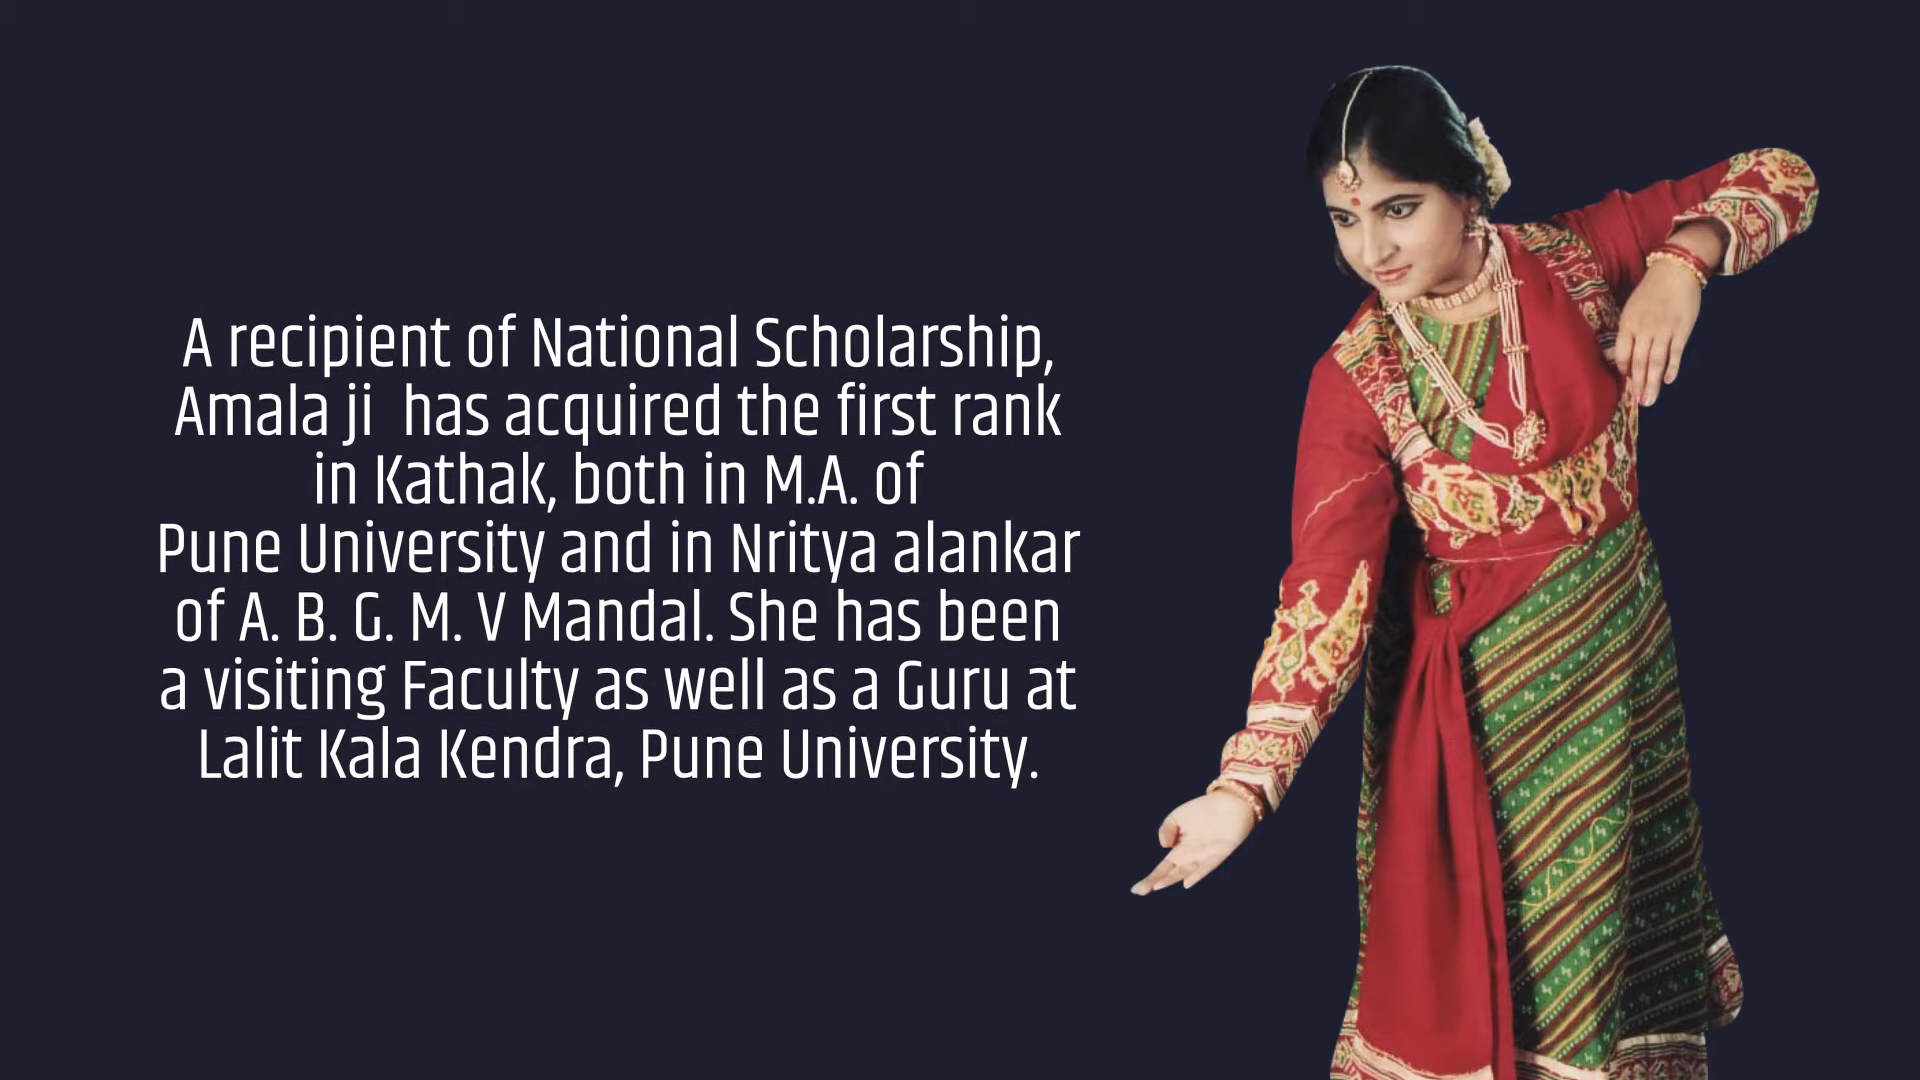 A recipient of National Scholarship,
Amala ji  has acquired the first rank
in Kathak, both in M.A. of
Pune University and in Nritya alankar
of A. B. G. M. V Mandal. She has been
a visiting Faculty as well as a Guru at
Lalit Kala Kendra, Pune University.